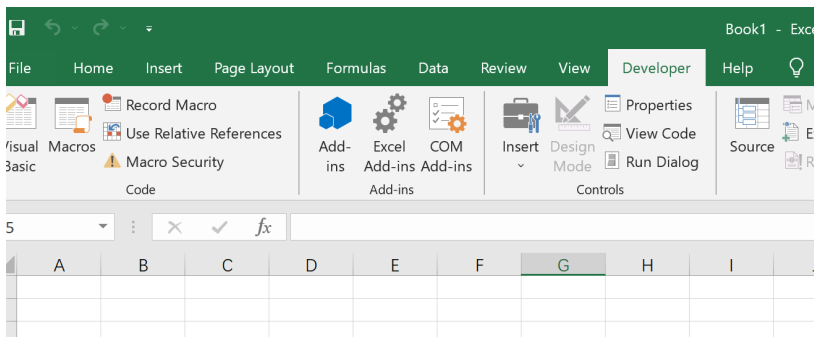 Book1 - Exce
File Home Insert Page Layout Formulas Data Review View Developer Help
Record Macro
Use Relative References
Macro Security
Visual Basic
Macros
Code
Add-ins
Excel Add-ins
COM Add-ins
Add-ins
Insert
Design Mode
Properties
View Code
Run Dialog
Controls
Source
5
fx
A B C D E F G H I